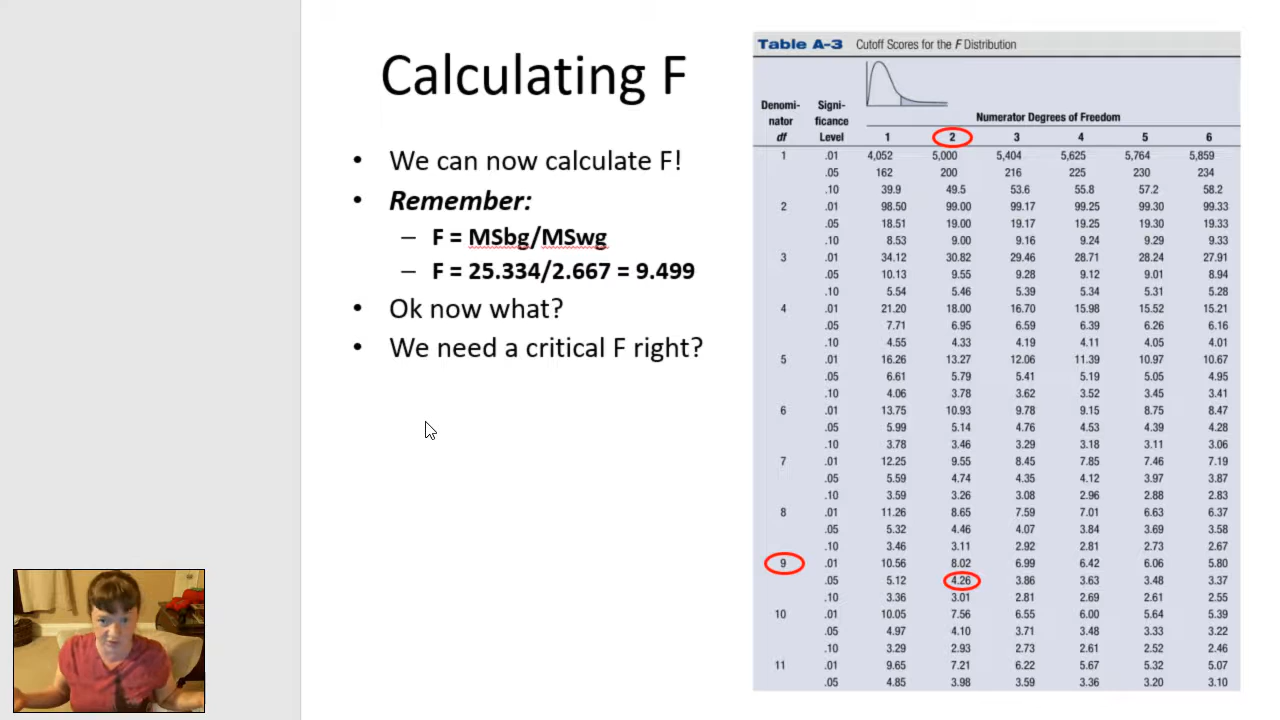 Calculating F
• We can now calculate F!
• Remember:
– F = MSbg/MSwg
– F = 25.334/2.667 = 9.499
• Ok now what?
• We need a critical F right?
Table A-3 Cutoff Scores for the F Distribution
Denomi-
nator
df
Signi-
ficance
Level
Numerator Degrees of Freedom
1 2 3 4 5 6
1 .01 4,052 5,000 5,404 5,625 5,764 5,859
.05 162 200 216 225 230 234
.10 39.9 49.5 53.6 55.8 57.2 58.2
2 .01 98.50 99.00 99.17 99.25 99.30 99.33
.05 18.51 19.00 19.17 19.25 19.30 19.33
.10 8.53 9.00 9.16 9.24 9.29 9.33
3 .01 34.12 30.82 29.46 28.71 28.24 27.91
.05 10.13 9.55 9.28 9.12 9.01 8.94
.10 5.54 5.46 5.39 5.34 5.31 5.28
4 .01 21.20 18.00 16.70 15.98 15.52 15.21
.05 7.71 6.95 6.59 6.39 6.26 6.16
.10 4.55 4.33 4.19 4.11 4.05 4.01
5 .01 16.26 13.27 12.06 11.39 10.97 10.67
.05 6.61 5.79 5.41 5.19 5.05 4.95
.10 4.06 3.78 3.62 3.52 3.45 3.41
6 .01 13.75 10.93 9.78 9.15 8.75 8.47
.05 5.99 5.14 4.76 4.53 4.39 4.28
.10 3.78 3.46 3.29 3.18 3.11 3.06
7 .01 12.25 9.55 8.45 7.85 7.46 7.19
.05 5.59 4.74 4.35 4.12 3.97 3.87
.10 3.59 3.26 3.08 2.96 2.88 2.83
8 .01 11.26 8.65 7.59 7.01 6.63 6.37
.05 5.32 4.46 4.07 3.84 3.69 3.58
.10 3.46 3.11 2.92 2.81 2.73 2.67
9 .01 10.56 8.02 6.99 6.42 6.06 5.80
.05 5.12 4.26 3.86 3.63 3.48 3.37
.10 3.36 3.01 2.81 2.69 2.61 2.55
10 .01 10.05 7.56 6.55 6.00 5.64 5.39
.05 4.97 4.10 3.71 3.48 3.33 3.22
.10 3.29 2.93 2.73 2.61 2.52 2.46
11 .01 9.65 7.21 6.22 5.67 5.32 5.07
.05 4.85 3.98 3.59 3.36 3.20 3.10